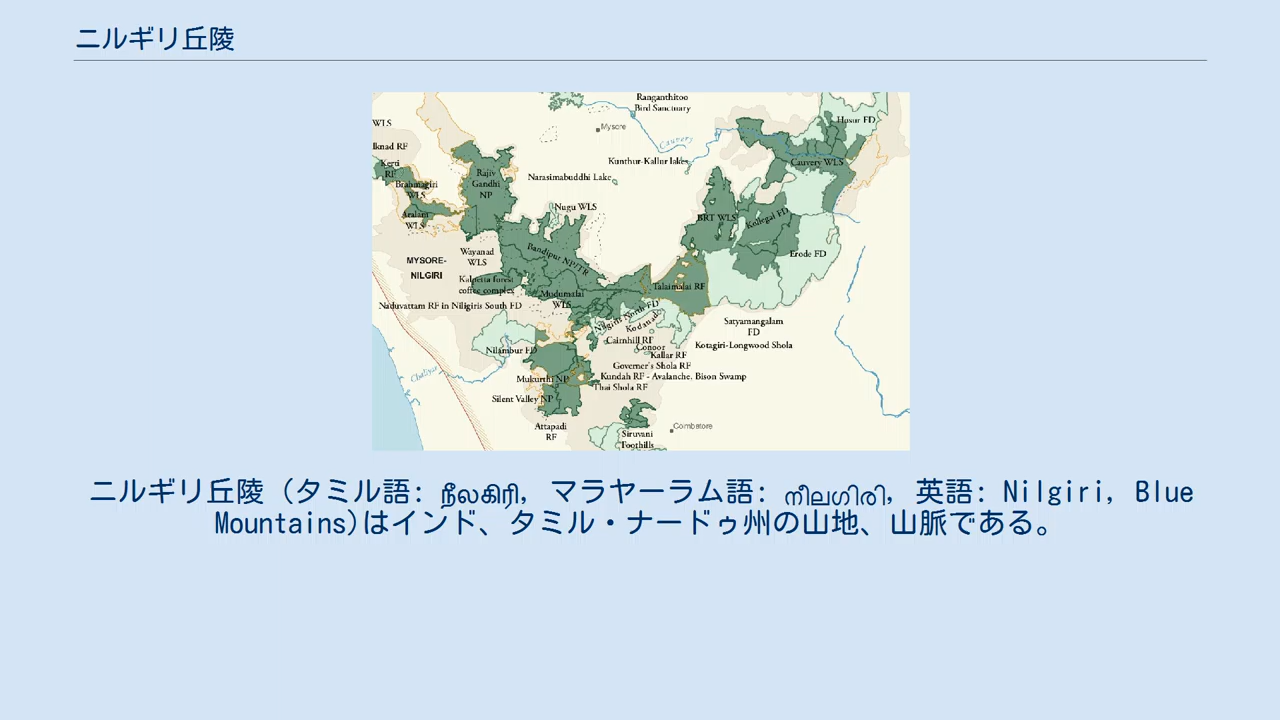 ニルギリ丘陵
Ranganthitoo
Bird Sanctuary
WLS
Mysore
Hosur FD
Cauvery
lknad RF
Kerti
RF
Kunthur-Kallur lakes
Cauvery WLS
Rajiv
Gandhi
NP
Narasimabuddhi Lake
Brahmagiri
WLS
Aralam
WLS
Nugu WLS
BRT WLS
Kollegal FD
Wayanad
WLS
Bandipur NP/TR
Erode FD
MYSORE-
NILGIRI
Kalpetta forest
coffee complex
Mudumalai
WLS
Talaimalai RF
Naduvattam RF in Niligiris South FD
Nilgiris North FD
Kodanad
Satyamangalam
FD
Cairnhill RF
Conoor
Kotagiri-Longwood Shola
Nilambur FD
Kallar RF
Governer's Shola RF
Chaliyar
Mukurthi NP
Kundah RF - Avalanche, Bison Swamp
Thai Shola RF
Silent Valley NP
Attapadi
RF
Siruvani
Foothills
Combatore
ニルギリ丘陵（タミル語: நீலகிரி, マラヤーラム語: നീലഗിരി, 英語: Nilgiri, Blue
Mountains)はインド、タミル・ナードゥ州の山地、山脈である。